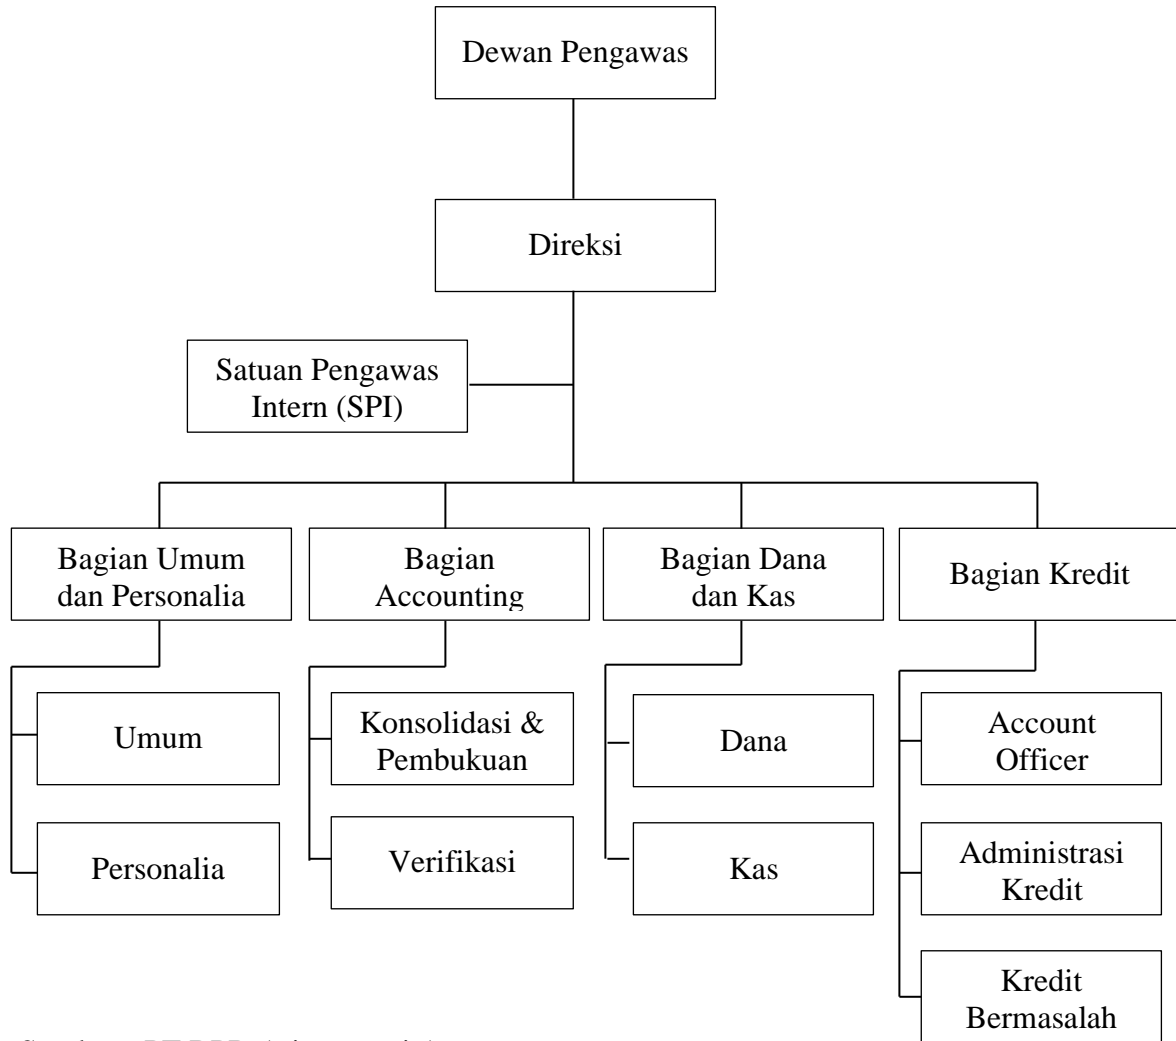 Dewan Pengawas
Direksi
Satuan Pengawas
Intern (SPI)
Bagian Umum
dan Personalia
Bagian
Accounting
Bagian Dana
dan Kas
Bagian Kredit
Umum
Konsolidasi &
Pembukuan
Dana
Account
Officer
Personalia
Verifikasi
Kas
Administrasi
Kredit
Kredit
Bermasalah